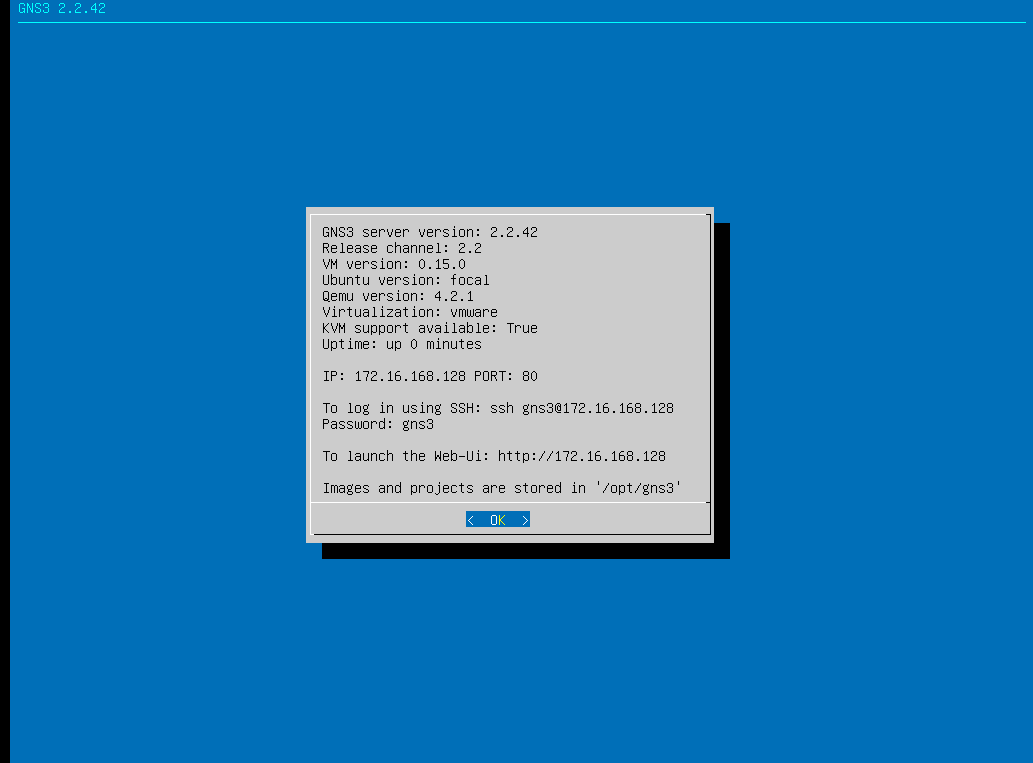 GNS3 2.2.42
GNS3 server version: 2.2.42
Release channel: 2.2
VM version: 0.15.0
Ubuntu version: focal
Qemu version: 4.2.1
Virtualization: vmware
KVM support available: True
Uptime: up 0 minutes
IP: 172.16.168.128 PORT: 80
To log in using SSH: ssh gns3@172.16.168.128
Password: gns3
To launch the Web-Ui: http://172.16.168.128
Images and projects are stored in '/opt/gns3'
< OK >